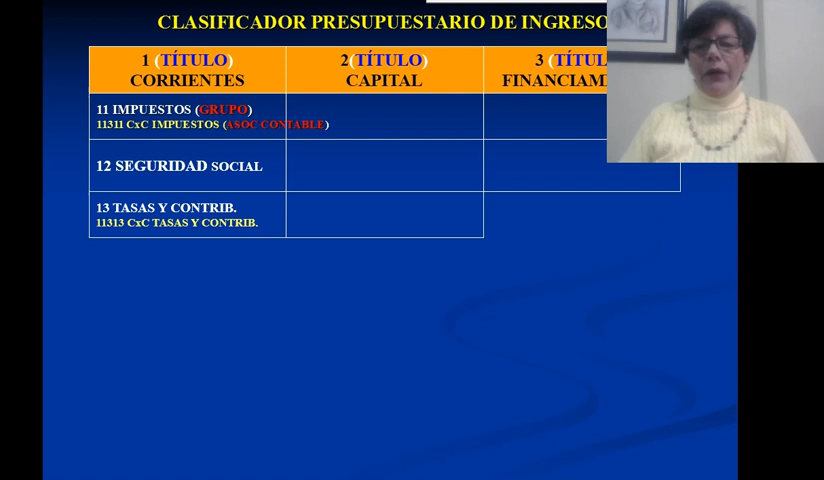 CLASIFICADOR PRESUPUESTARIO DE INGRESO
1 (TÍTULO)
CORRIENTES
2(TÍTULO)
CAPITAL
3 (TÍTUL
FINANCIAM
11 IMPUESTOS (GRUPO)
11311 CxC IMPUESTOS (ASOC CONTABLE)
12 SEGURIDAD SOCIAL
13 TASAS Y CONTRIB.
11313 CxC TASAS Y CONTRIB.